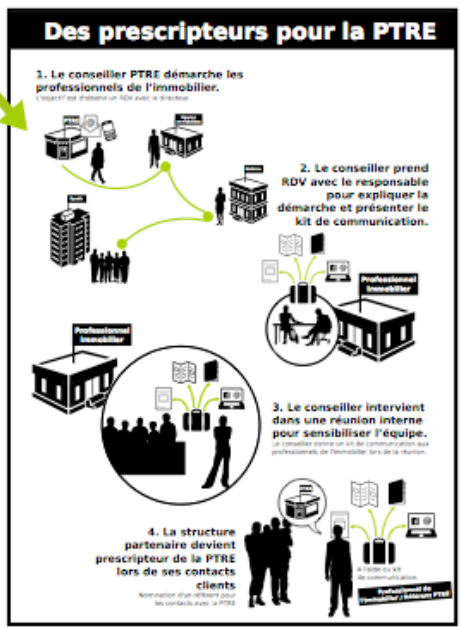 Des prescripteurs pour la PTRE
1. Le conseiller PTRE démarche les
professionnels de l'immobilier.
L'objectif est d'obtenir un RDV avec le directeur.
PTRE
2. Le conseiller prend
RDV avec le responsable
pour expliquer la
démarche et présenter le
kit de communication.
Professionnel
immobilier
Professionnel
immobilier
3. Le conseiller intervient
dans une réunion interne
pour sensibiliser l'équipe.
Le conseiller donne un kit de communication aux
professionnels de l'immobilier lors de la réunion
4. La structure
partenaire devient
prescripteur de la PTRE
lors de ses contacts
clients
Nomination d'un référent pour
les contacts avec la PTRE
A l'aide du kit
de communication
Professionnel de
l'immobilier / Référent PTRE